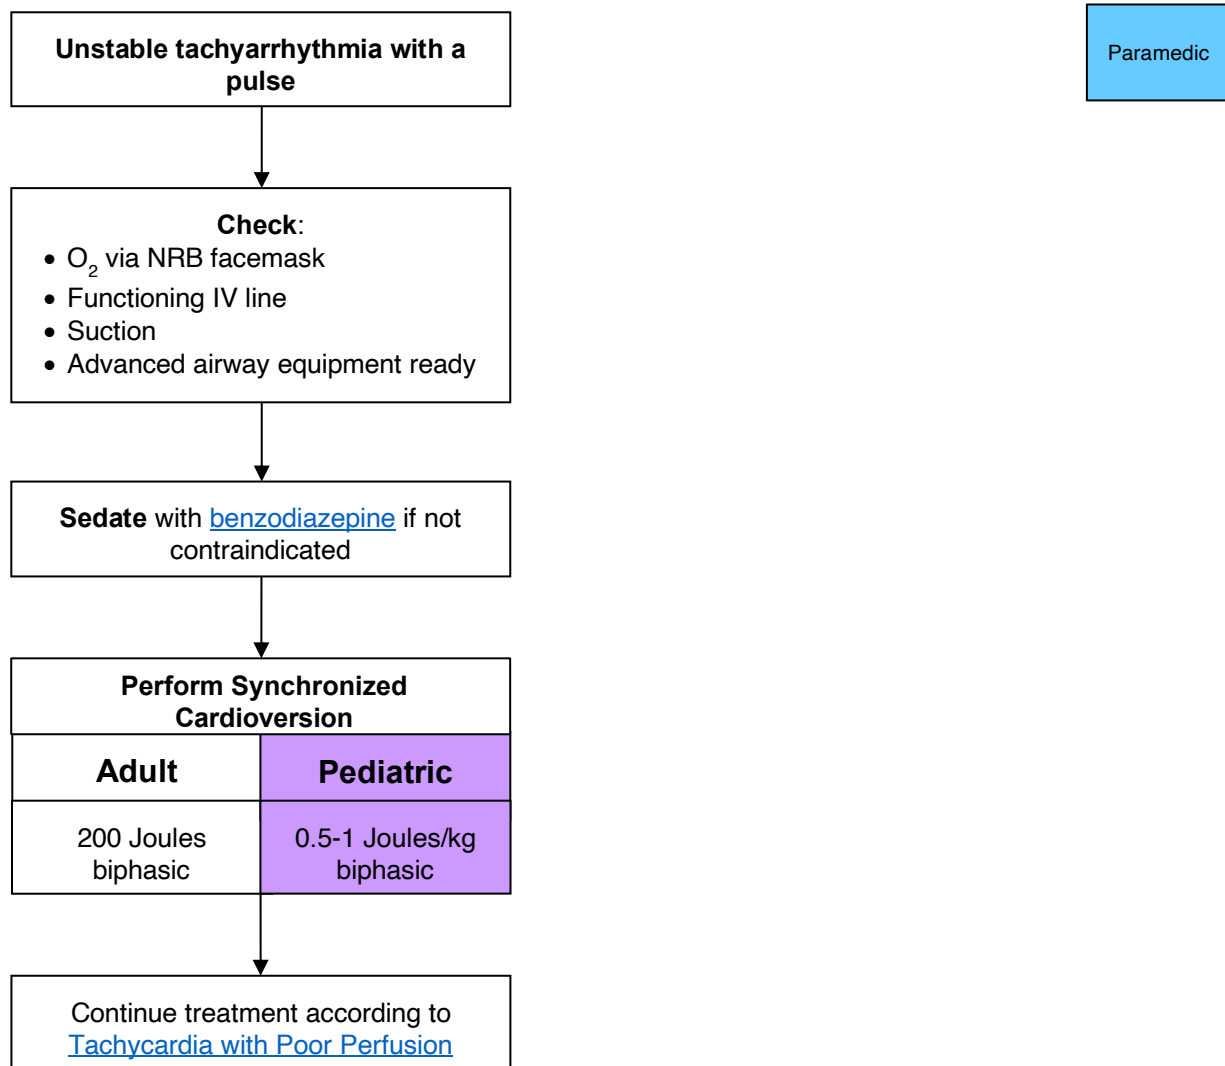 Unstable tachyarrhythmia with a
pulse
Paramedic
Check:
• O2 via NRB facemask
• Functioning IV line
• Suction
• Advanced airway equipment ready
Sedate with benzodiazepine if not
contraindicated
Perform Synchronized
Cardioversion
Adult
Pediatric
200 Joules
biphasic
0.5-1 Joules/kg
biphasic
Continue treatment according to
Tachycardia with Poor Perfusion